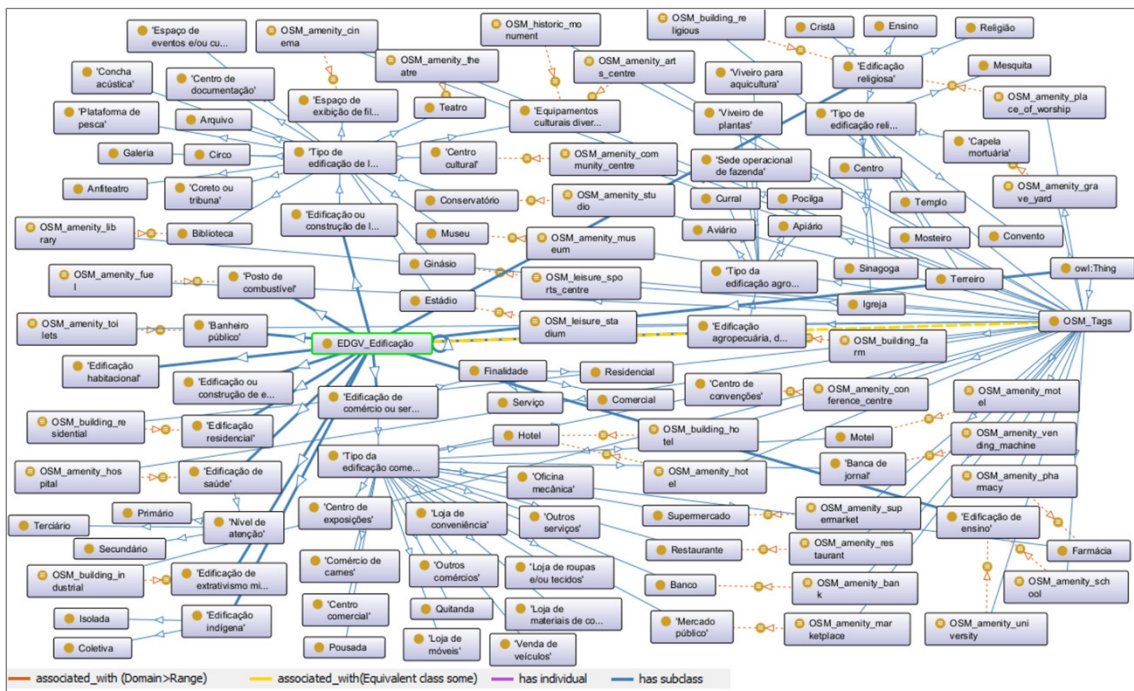 'Espaço de
eventos e/ou cu...
OSM_amenity_cin
ema
OSM_historic_mo
nument
OSM_building_re
ligious
Cristã
Ensino
Religião
'Concha
acústica'
'Centro de
documentação'
OSM_amenity_the
atre
OSM_amenity_art
s_centre
'Viveiro para
aquicultura'
'Edificação
religiosa'
Mesquita
'Plataforma de
pesca'
Arquivo
'Espaço de
exibição de fil...
Teatro
'Equipamentos
culturais diver...
'Viveiro de
plantas'
'Tipo de
edificação reli...
OSM_amenity_pla
ce_of_worship
Galeria
Circo
'Tipo de
edificação de l...
'Centro
cultural'
OSM_amenity_com
munity_centre
'Sede operacional
de fazenda'
Centro
'Capela
mortuária'
Anfiteatro
'Coreto ou
tribuna'
Conservatório
OSM_amenity_stu
dio
Curral
Pocilga
Templo
OSM_amenity_gra
ve_yard
OSM_amenity_lib
rary
Biblioteca
'Edificação ou
construção de l...
Museu
OSM_amenity_mus
eum
Aviário
Apiário
Mosteiro
Convento
OSM_amenity_fue
l
'Posto de
combustível'
Ginásio
OSM_leisure_spo
rts_centre
'Tipo da
edificação agro...
Sinagoga
Terreiro
owl:Thing
Estádio
Igreja
OSM_amenity_toi
lets
'Banheiro
público'
EDGV_Edificação
OSM_leisure_sta
dium
'Edificação
agropecuária, d...
OSM_building_fa
rm
OSM_Tags
'Edificação
habitacional'
'Edificação ou
construção de e...
'Edificação de
comércio ou ser...
Finalidade
Residencial
Serviço
Comercial
'Centro de
convenções'
OSM_amenity_con
ference_centre
OSM_amenity_mot
el
OSM_building_re
sidential
'Edificação
residencial'
Hotel
OSM_building_ho
tel
Motel
OSM_amenity_ven
ding_machine
OSM_amenity_hos
pital
'Edificação de
saúde'
'Tipo da
edificação come...
'Oficina
mecânica'
OSM_amenity_hot
el
'Banca de
jornal'
OSM_amenity_pha
rmacy
Primário
Terciário
'Nível de
atenção'
'Centro de
exposições'
'Loja de
conveniência'
'Outros
serviços'
Supermercado
OSM_amenity_sup
ermarket
'Edificação de
ensino'
Secundário
'Comércio de
carnes'
'Outros
comércios'
'Loja de roupas
e/ou tecidos'
Restaurante
OSM_amenity_res
taurant
Farmácia
OSM_building_in
dustrial
'Edificação de
extrativismo mi...
Banco
OSM_amenity_ban
k
OSM_amenity_sch
ool
Isolada
'Edificação
indígena'
'Centro
comercial'
Quitanda
'Loja de
materiais de co...
'Mercado
público'
OSM_amenity_mar
ketplace
OSM_amenity_uni
versity
Coletiva
Pousada
'Loja de
móveis'
'Venda de
veículos'
associated_with (Domain>Range)
associated_with(Equivalent class some)
has individual
has subclass